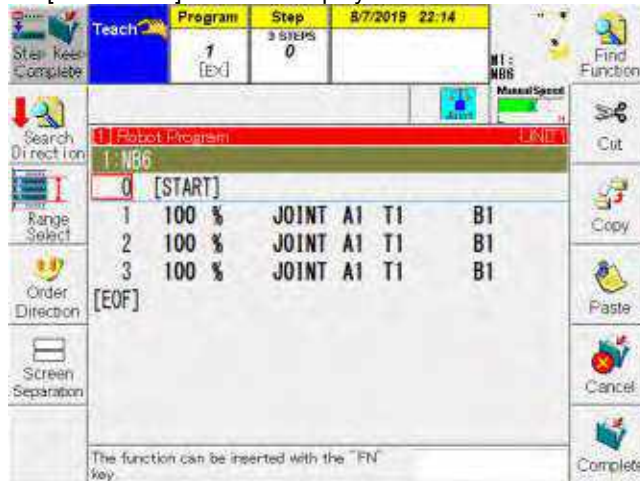 Teach
Program
Step
8/7/2019 22:14
3 STEPS
1
0
[EX]
Step Keep
Complete
M1:
NB6
Find
Function
Manual Speed
Search
Direction
Cut
[1] Robot Program
UNIT1
1:NB6
0 [START]
1 100 % JOINT A1 T1 B1
2 100 % JOINT A1 T1 B1
3 100 % JOINT A1 T1 B1
[EOF]
Range
Select
Copy
Order
Direction
Paste
Screen
Separation
Cancel
The function can be inserted with the "FN"
key.
Complete